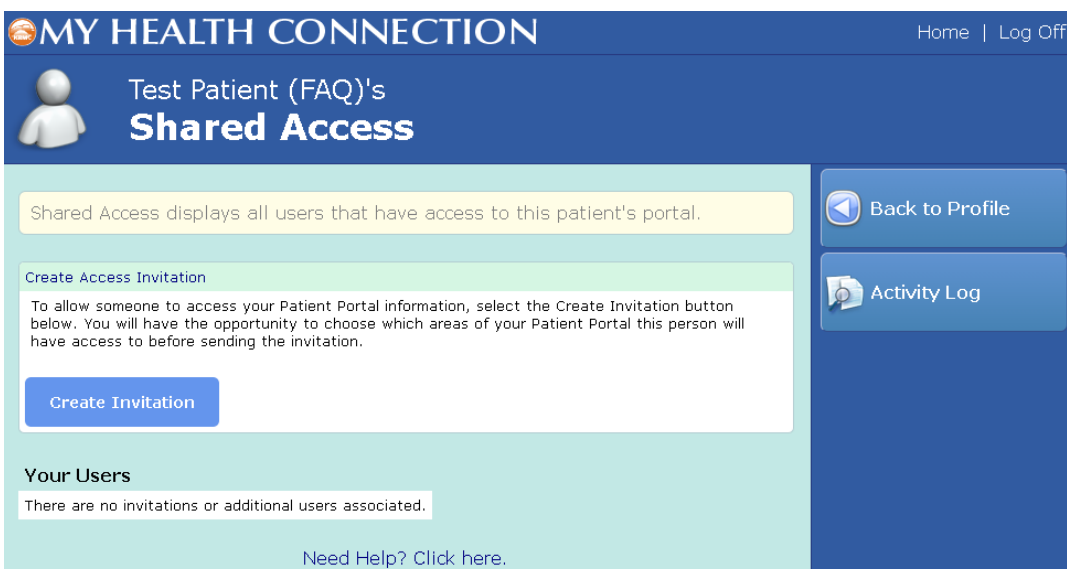 MY HEALTH CONNECTION
Home | Log Off
Test Patient (FAQ)'s
Shared Access
Shared Access displays all users that have access to this patient's portal.
Back to Profile
Create Access Invitation
To allow someone to access your Patient Portal information, select the Create Invitation button
below. You will have the opportunity to choose which areas of your Patient Portal this person will
have access to before sending the invitation.
Activity Log
Create Invitation
Your Users
There are no invitations or additional users associated.
Need Help? Click here.